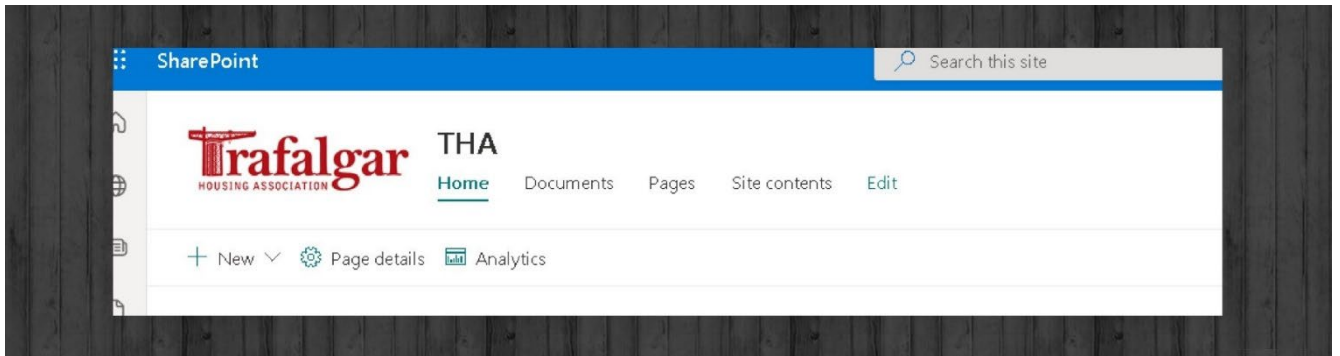 SharePoint
Search this site
Trafalgar
HOUSING ASSOCIATION
THA
Home Documents Pages Site contents Edit
New Page details Analytics